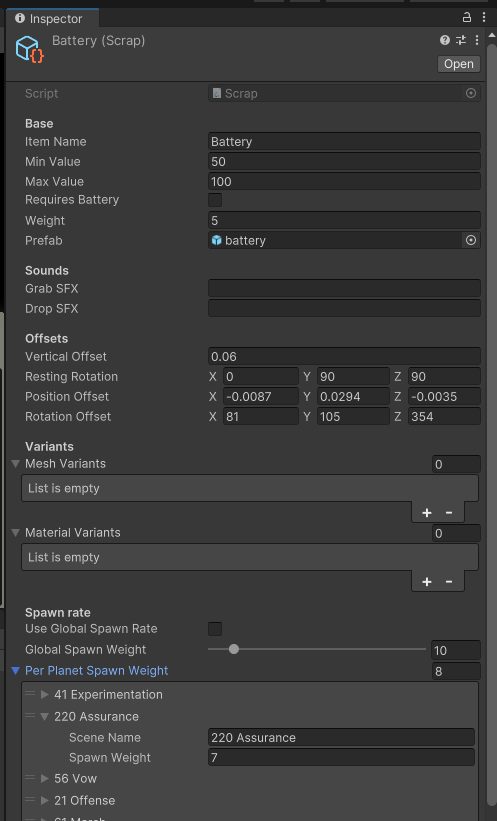 Inspector
Battery (Scrap)
Open
Script Scrap
Base
Item Name Battery
Min Value 50
Max Value 100
Requires Battery
Weight 5
Prefab battery
Sounds
Grab SFX
Drop SFX
Offsets
Vertical Offset 0.06
Resting Rotation X 0 Y 90 Z 90
Position Offset X -0.0087 Y 0.0294 Z -0.0035
Rotation Offset X 81 Y 105 Z 354
Variants
Mesh Variants 0
List is empty
+ -
Material Variants 0
List is empty
+ -
Spawn rate
Use Global Spawn Rate
Global Spawn Weight 10
Per Planet Spawn Weight 8
41 Experimentation
220 Assurance
Scene Name 220 Assurance
Spawn Weight 7
56 Vow
21 Offense
61 March